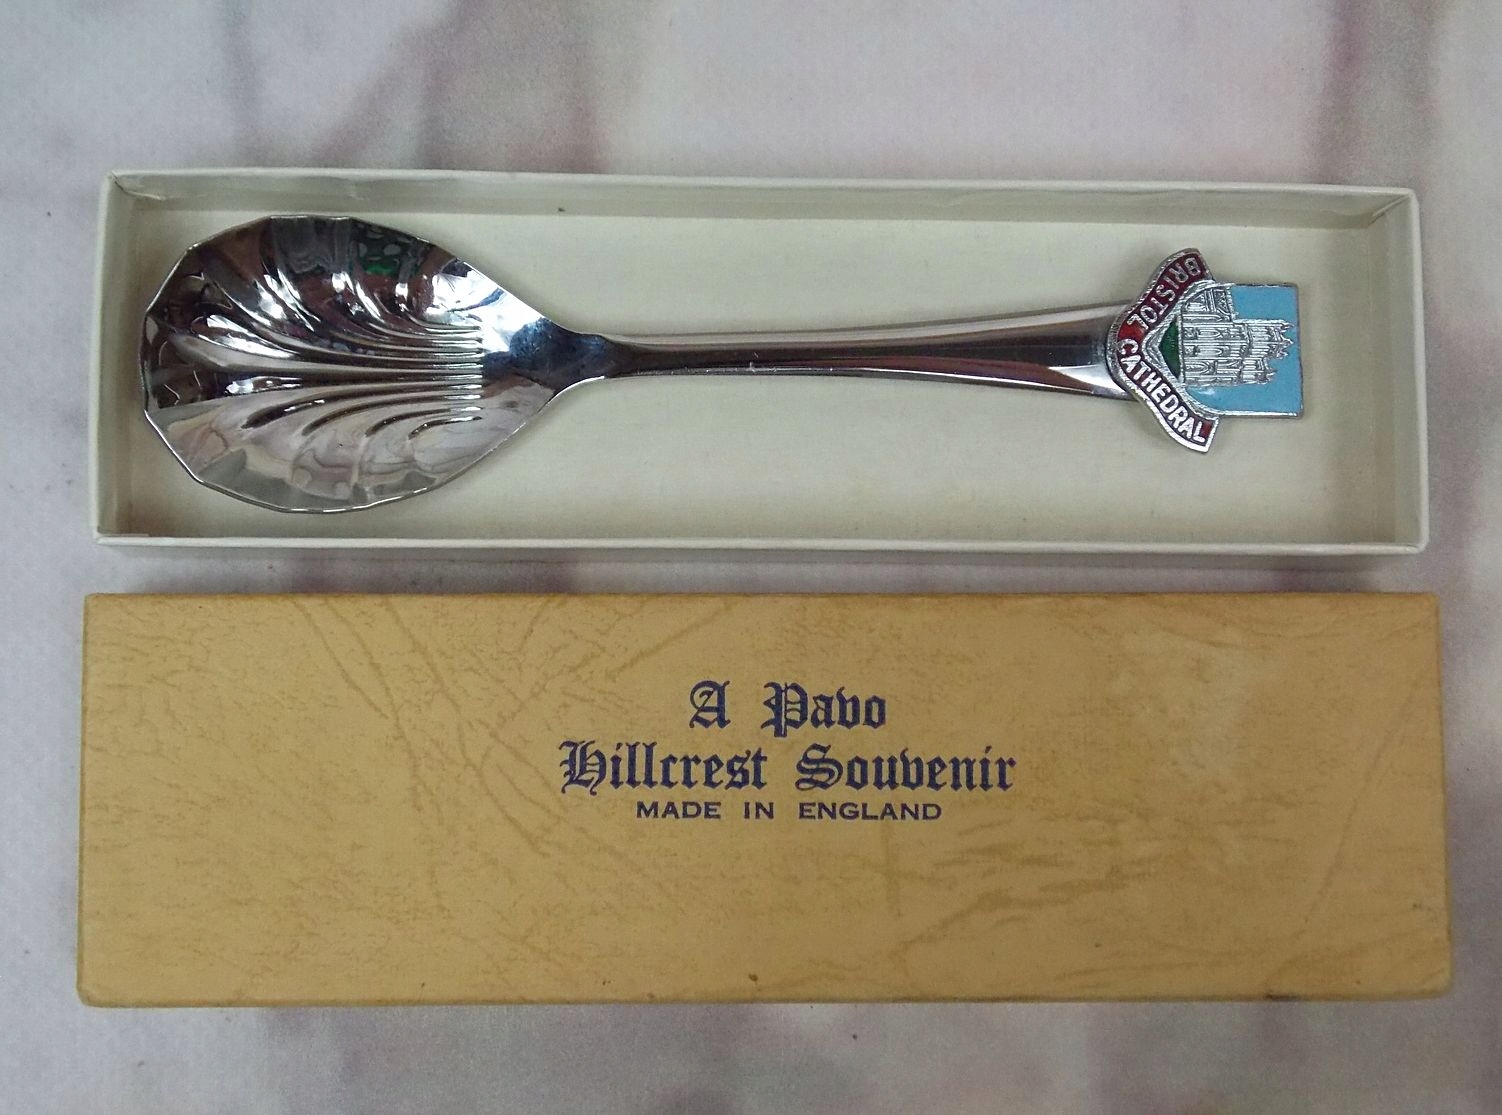 BRISTOL CATHEDRAL
A Pavo
Hillcrest Souvenir
MADE IN ENGLAND